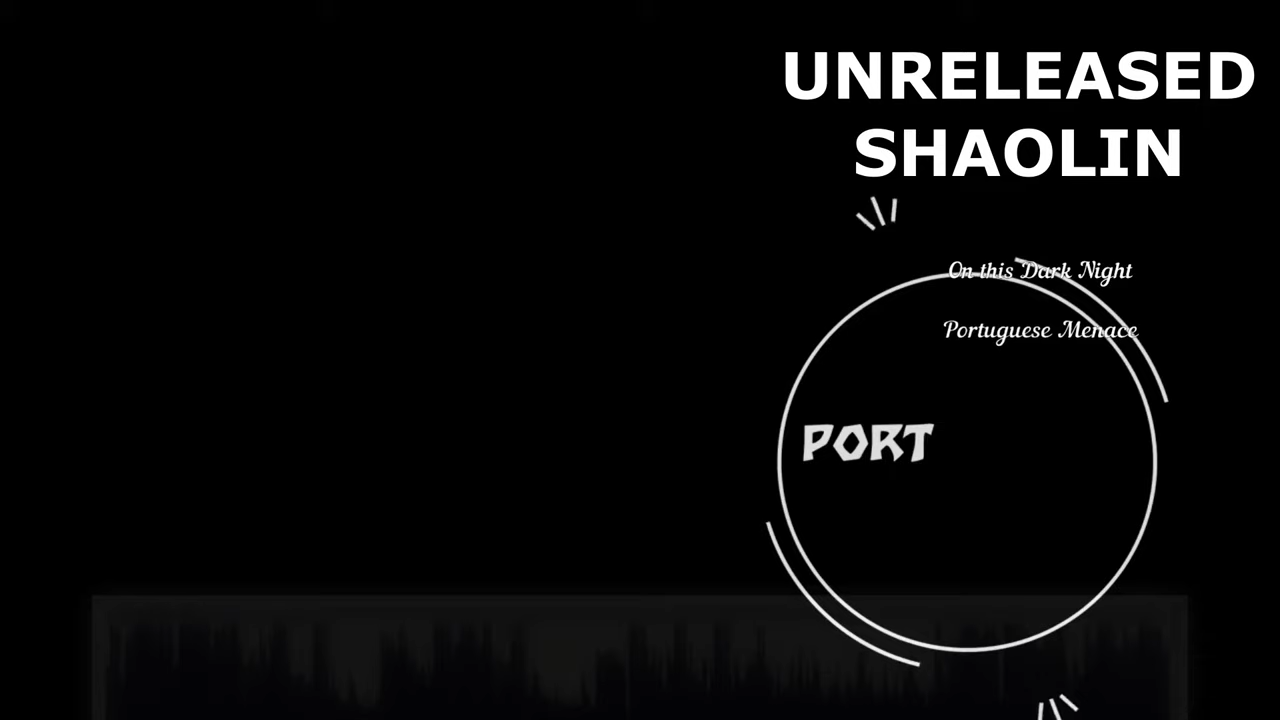 UNRELEASED
SHAOLIN
On this Dark Night
Portuguese Menace
PORT